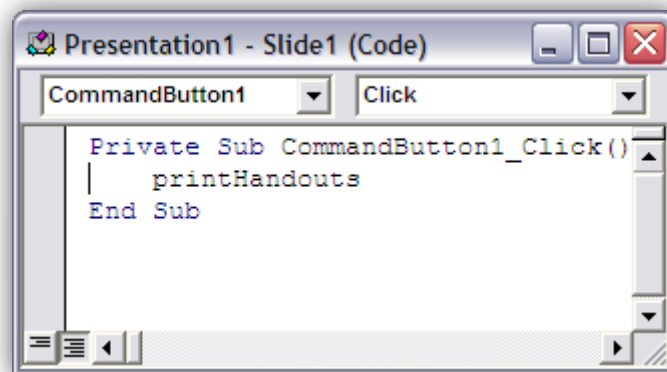 Presentation1 - Slide1 (Code)
CommandButton1 Click
Private Sub CommandButton1_Click()
printHandouts
End Sub